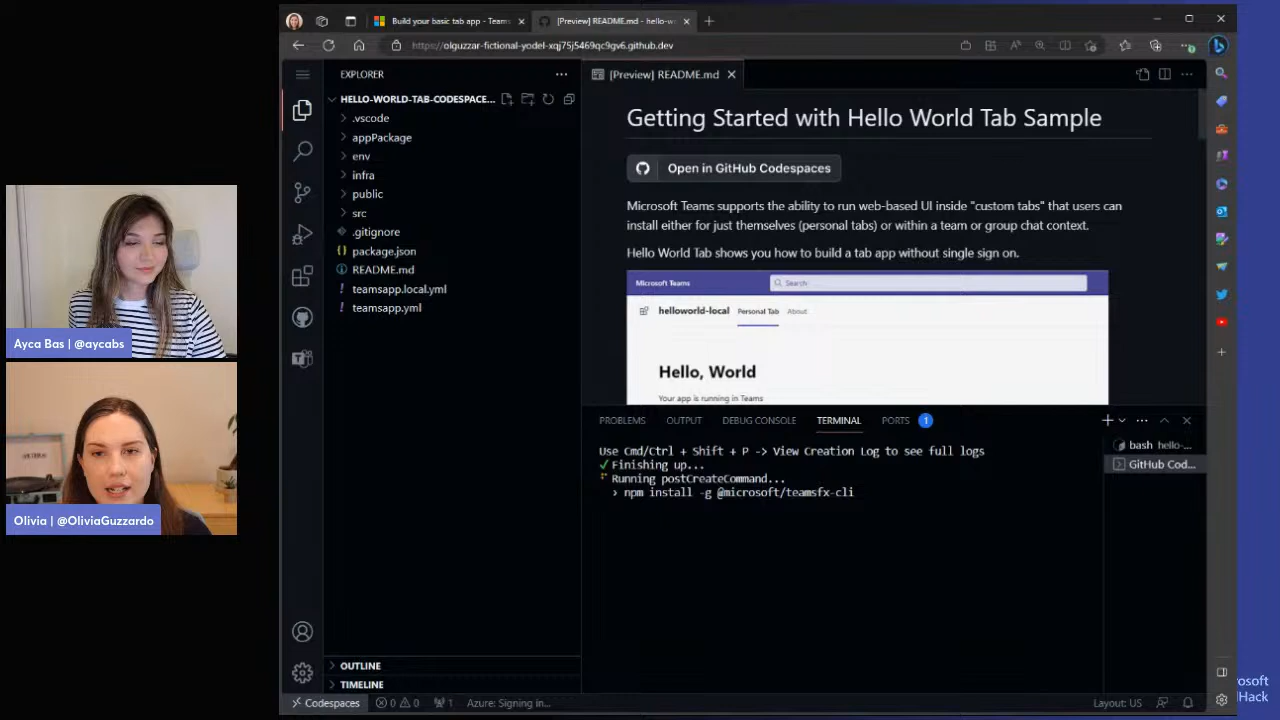 Build your basic tab app - Teams
[Preview] README.md - hello-w
https://olguzzar-fictional-yodel-xqj75j5469qc9gv6.github.dev
EXPLORER
HELLO-WORLD-TAB-CODESPACE...
.vscode
appPackage
env
infra
public
src
.gitignore
package.json
README.md
teamsapp.local.yml
teamsapp.yml
OUTLINE
TIMELINE
[Preview] README.md
Getting Started with Hello World Tab Sample
Open in GitHub Codespaces
Microsoft Teams supports the ability to run web-based UI inside "custom tabs" that users can
install either for just themselves (personal tabs) or within a team or group chat context.
Hello World Tab shows you how to build a tab app without single sign on.
Microsoft Teams
Search
helloworld-local
Personal Tab
About
Hello, World
Your app is running in Teams
PROBLEMS
OUTPUT
DEBUG CONSOLE
TERMINAL
PORTS
1
Use Cmd/Ctrl + Shift + P -> View Creation Log to see full logs
✓ Finishing up...
Running postCreateCommand...
› npm install -g @microsoft/teamsfx-cli
bash hello-...
GitHub Cod...
Codespaces
0
0
1
Azure: Signing in...
Layout: US
Ayca Bas | @aycabs
Olivia | @OliviaGuzzardo
osoft
Hack